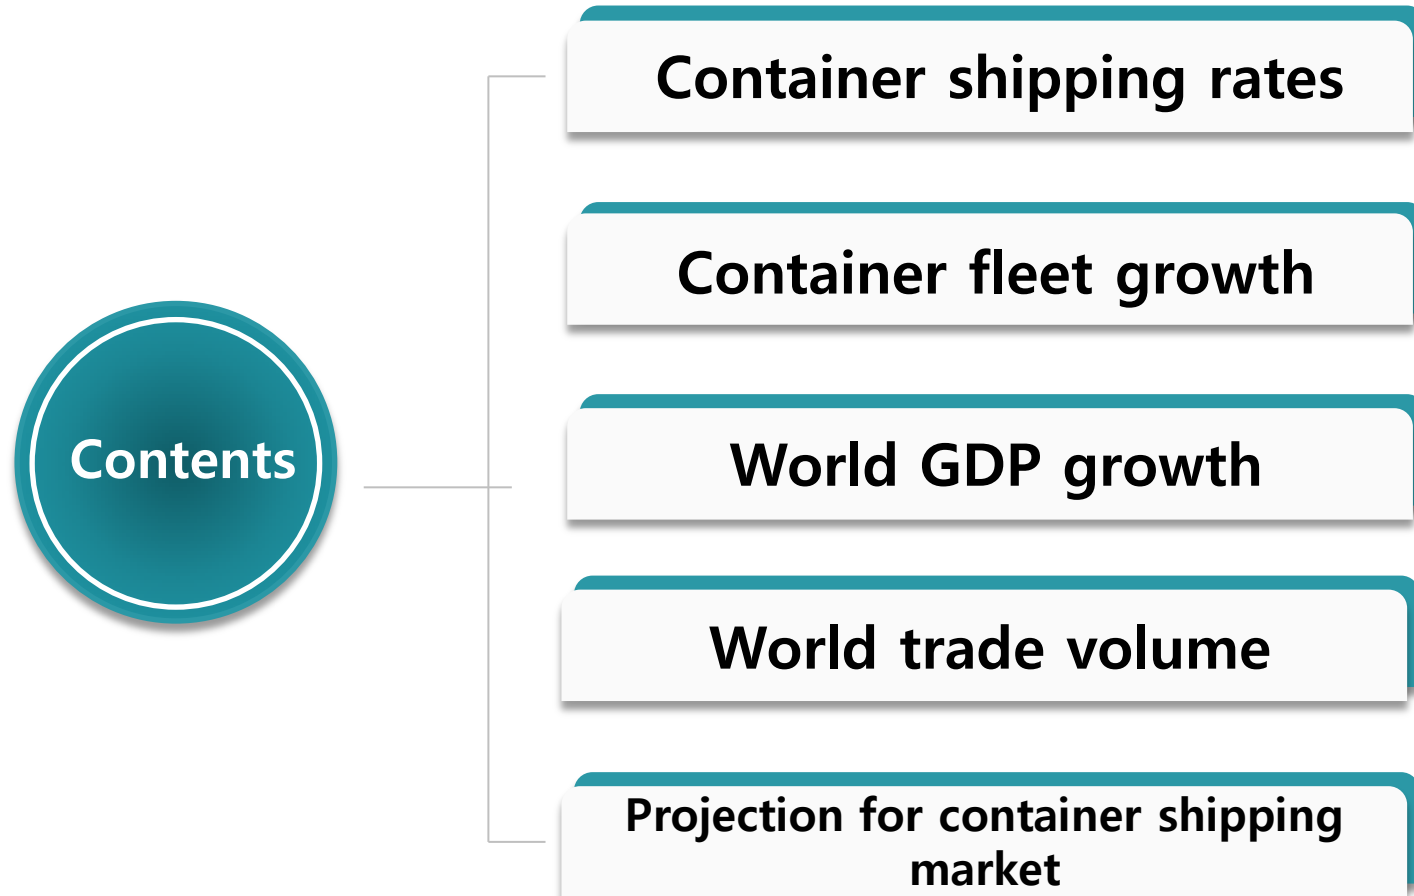 Contents
Container shipping rates
Container fleet growth
World GDP growth
World trade volume
Projection for container shipping
market